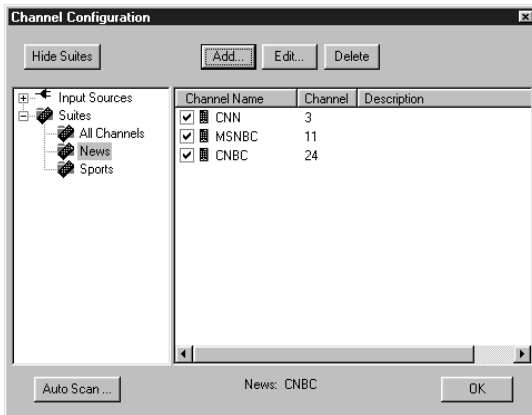 Channel Configuration
Hide Suites
Add...
Edit...
Delete
Input Sources
Suites
All Channels
News
Sports
Channel Name Channel Description
CNN 3
MSNBC 11
CNBC 24
Auto Scan ...
News: CNBC
OK